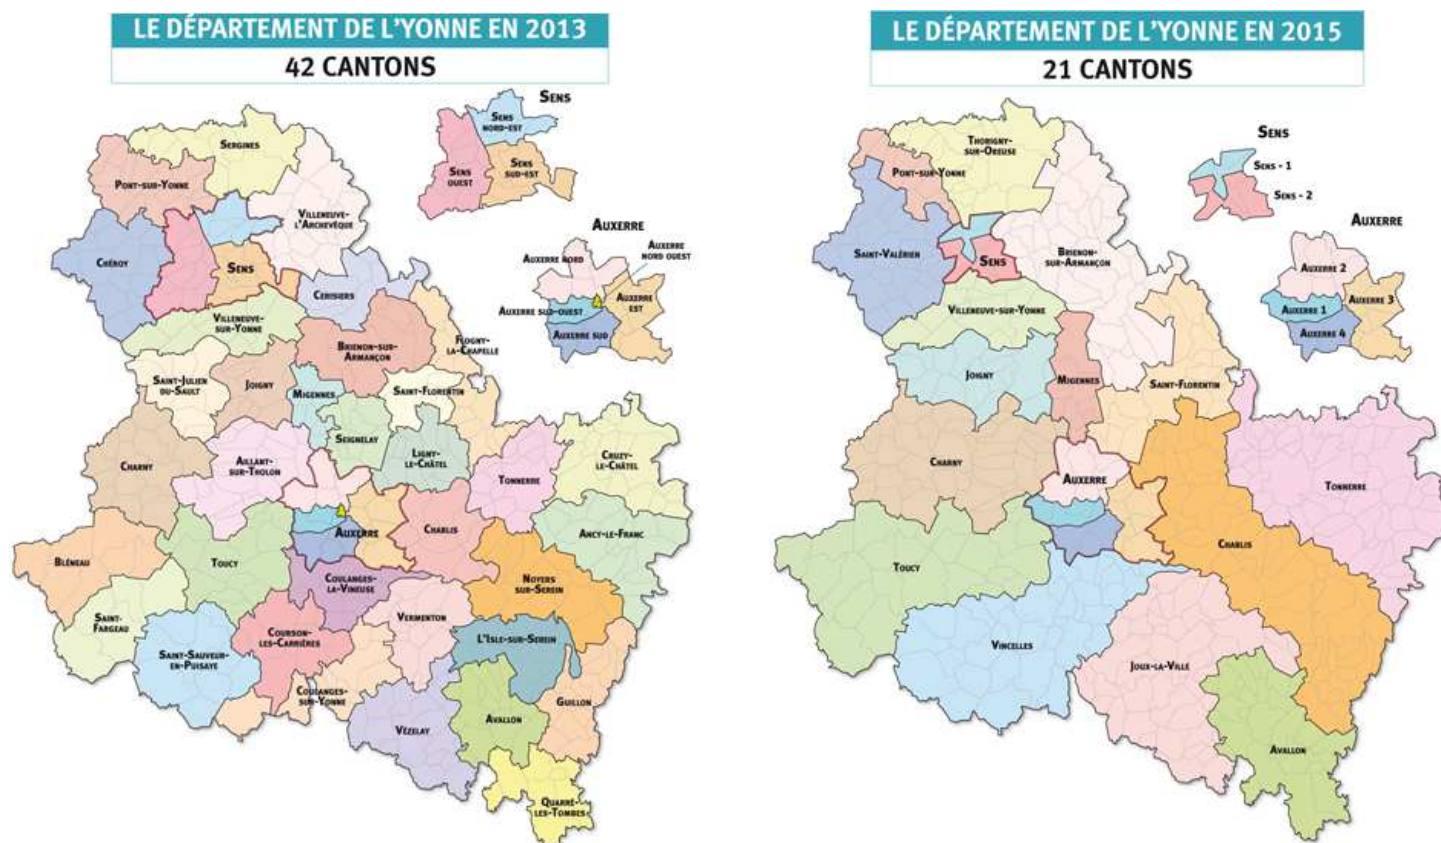 LE DÉPARTEMENT DE L'YONNE EN 2013
42 CANTONS
SENS
SENS
NORD-EST
SENS
OUEST
SENS
SUD-EST
AUXERRE
AUXERRE NORD
AUXERRE
NORD OUEST
AUXERRE SUD-OUEST
AUXERRE
EST
AUXERRE SUD
SERGINES
PONT-SUR-YONNE
VILLENEUVE-
L'ARCHEVÊQUE
CHÉROY
SENS
CERISIERS
VILLENEUVE-
SUR-YONNE
BRIENON-SUR-
ARMANÇON
FLOGNY-
LA-CHAPELLE
SAINT-JULIEN
DU-SAULT
JOIGNY
MIGENNES
SAINT-FLORENTIN
SEIGNELAY
CHARNY
AILLANT-
SUR-THOLON
LIGNY-
LE-CHÂTEL
TONNERRE
CRUZY-
LE-CHÂTEL
AUXERRE
CHABLIS
ANCY-LE-FRANC
BLÉNEAU
TOUCY
COULANGES-
LA-VINEUSE
NOYERS
SUR-SEREIN
SAINT-
FARGEAU
VERMENTON
COURSON-
LES-CARRIÈRES
L'ISLE-SUR-SEREIN
SAINT-SAUVEUR-
EN-PUISAYE
COULANGES-
SUR-YONNE
GUILLON
VÉZELAY
AVALLON
QUARRÉ-
LES-TOMBES
LE DÉPARTEMENT DE L'YONNE EN 2015
21 CANTONS
SENS
SENS - 1
SENS - 2
AUXERRE
AUXERRE 2
AUXERRE 1
AUXERRE 3
AUXERRE 4
THORIGNY-
SUR-OREUSE
PONT-SUR-YONNE
SAINT-VALÉRIEN
SENS
BRIENON-
SUR-ARMANÇON
VILLENEUVE-SUR-YONNE
JOIGNY
MIGENNES
SAINT-FLORENTIN
CHARNY
AUXERRE
TONNERRE
CHABLIS
TOUCY
VINCELLES
JOUX-LA-VILLE
AVALLON